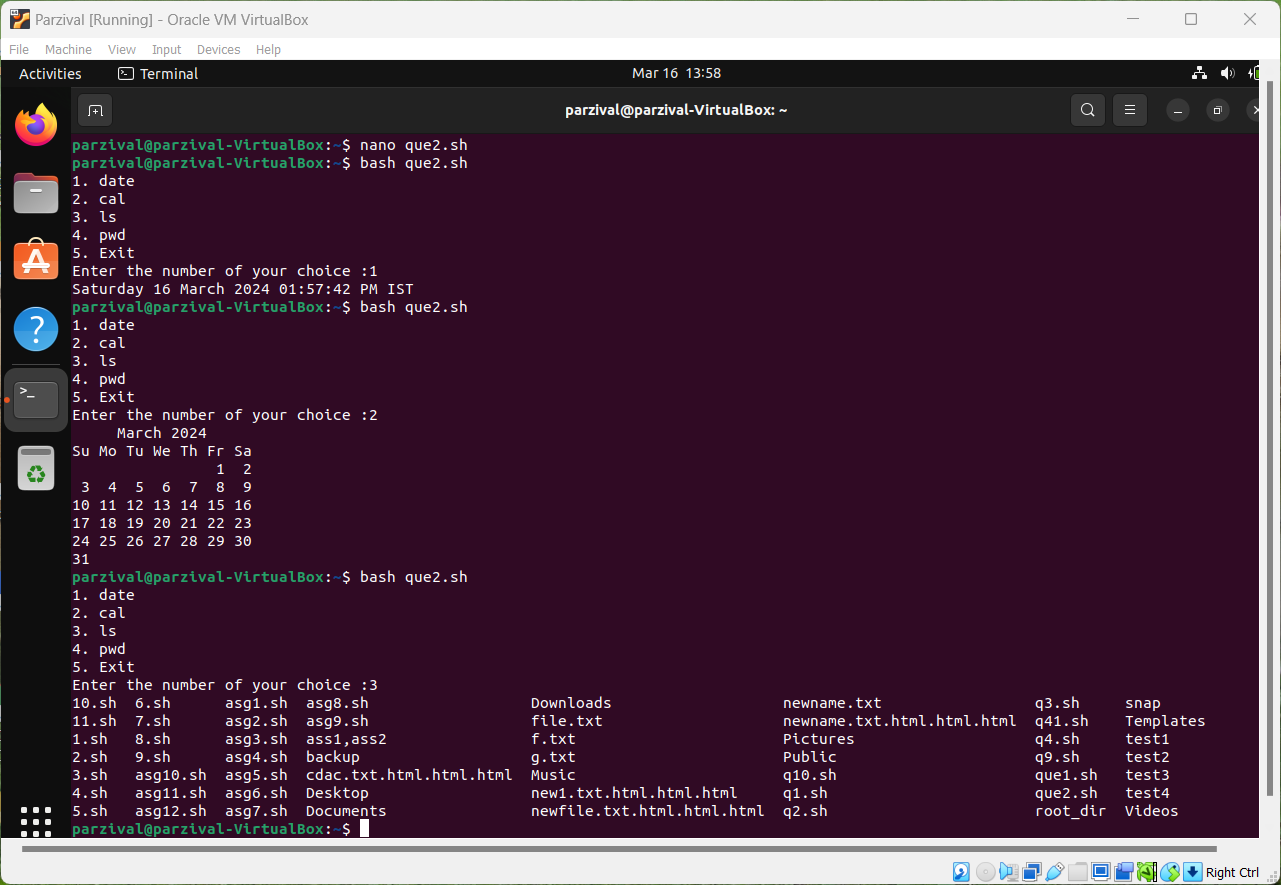 Parzival [Running] - Oracle VM VirtualBox
File Machine View Input Devices Help
Activities Terminal Mar 16 13:58
parzival@parzival-VirtualBox: ~
parzival@parzival-VirtualBox:~$ nano que2.sh
parzival@parzival-VirtualBox:~$ bash que2.sh
1. date
2. cal
3. ls
4. pwd
5. Exit
Enter the number of your choice :1
Saturday 16 March 2024 01:57:42 PM IST
parzival@parzival-VirtualBox:~$ bash que2.sh
1. date
2. cal
3. ls
4. pwd
5. Exit
Enter the number of your choice :2
     March 2024
Su Mo Tu We Th Fr Sa
                1  2
 3  4  5  6  7  8  9
10 11 12 13 14 15 16
17 18 19 20 21 22 23
24 25 26 27 28 29 30
31
parzival@parzival-VirtualBox:~$ bash que2.sh
1. date
2. cal
3. ls
4. pwd
5. Exit
Enter the number of your choice :3
10.sh  6.sh      asg1.sh  asg8.sh                  Downloads                   newname.txt                 q3.sh     snap
11.sh  7.sh      asg2.sh  asg9.sh                  file.txt                    newname.txt.html.html.html  q41.sh    Templates
1.sh   8.sh      asg3.sh  ass1,ass2                f.txt                       Pictures                    q4.sh     test1
2.sh   9.sh      asg4.sh  backup                   g.txt                       Public                      q9.sh     test2
3.sh   asg10.sh  asg5.sh  cdac.txt.html.html.html  Music                       q10.sh                      que1.sh   test3
4.sh   asg11.sh  asg6.sh  Desktop                  new1.txt.html.html.html     q1.sh                       que2.sh   test4
5.sh   asg12.sh  asg7.sh  Documents                newfile.txt.html.html.html  q2.sh                       root_dir  Videos
parzival@parzival-VirtualBox:~$
Right Ctrl